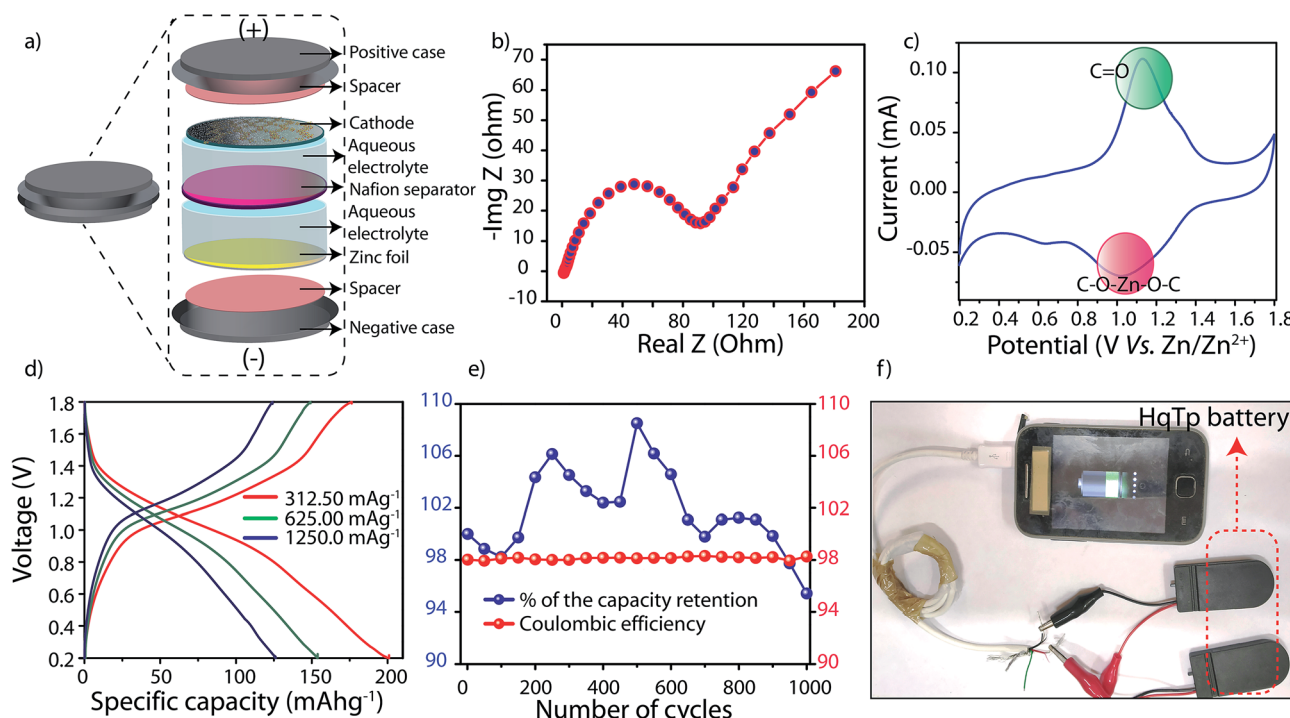 a)
(+)
Positive case
Spacer
Cathode
Aqueous
electrolyte
Nafion separator
Aqueous
electrolyte
Zinc foil
Spacer
Negative case
(-)
b)
-Img Z (ohm)
70
60
50
40
30
20
10
0
-10
0 40 80 120 160 200
Real Z (Ohm)
c)
Current (mA)
0.10
0.05
0.00
-0.05
C=O
C-O-Zn-O-C
0.2 0.4 0.6 0.8 1.0 1.2 1.4 1.6 1.8
Potential (V Vs. Zn/Zn²⁺)
d)
Voltage (V)
1.8
1.6
1.4
1.2
1.0
0.8
0.6
0.4
0.2
312.50 mAg⁻¹
625.00 mAg⁻¹
1250.0 mAg⁻¹
0 50 100 150 200
Specific capacity (mAhg⁻¹)
e)
110
106
102
98
94
90
% of the capacity retention
Coulombic efficiency
110
106
102
98
94
90
0 200 400 600 800 1000
Number of cycles
f)
HqTp battery